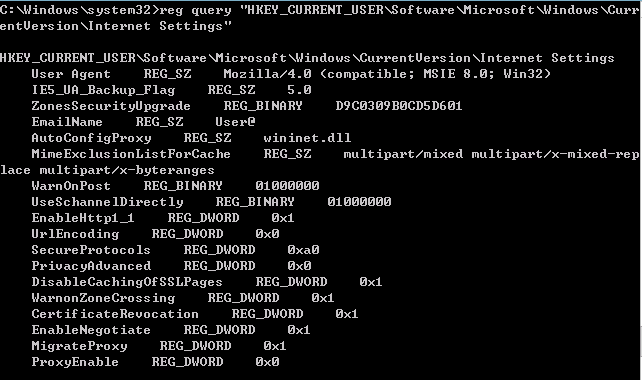 C:\Windows\system32>reg query "HKEY_CURRENT_USER\Software\Microsoft\Windows\Curr
entVersion\Internet Settings"
HKEY_CURRENT_USER\Software\Microsoft\Windows\CurrentVersion\Internet Settings
User Agent REG_SZ Mozilla/4.0 (compatible; MSIE 8.0; Win32)
IE5_UA_Backup_Flag REG_SZ 5.0
ZonesSecurityUpgrade REG_BINARY D9C0309B0CD5D601
EmailName REG_SZ User@
AutoConfigProxy REG_SZ wininet.dll
MimeExclusionListForCache REG_SZ multipart/mixed multipart/x-mixed-rep
lace multipart/x-byteranges
WarnOnPost REG_BINARY 01000000
UseSchannelDirectly REG_BINARY 01000000
EnableHttp1_1 REG_DWORD 0x1
UrlEncoding REG_DWORD 0x0
SecureProtocols REG_DWORD 0xa0
PrivacyAdvanced REG_DWORD 0x0
DisableCachingOfSSLPages REG_DWORD 0x1
WarnonZoneCrossing REG_DWORD 0x1
CertificateRevocation REG_DWORD 0x1
EnableNegotiate REG_DWORD 0x1
MigrateProxy REG_DWORD 0x1
ProxyEnable REG_DWORD 0x0